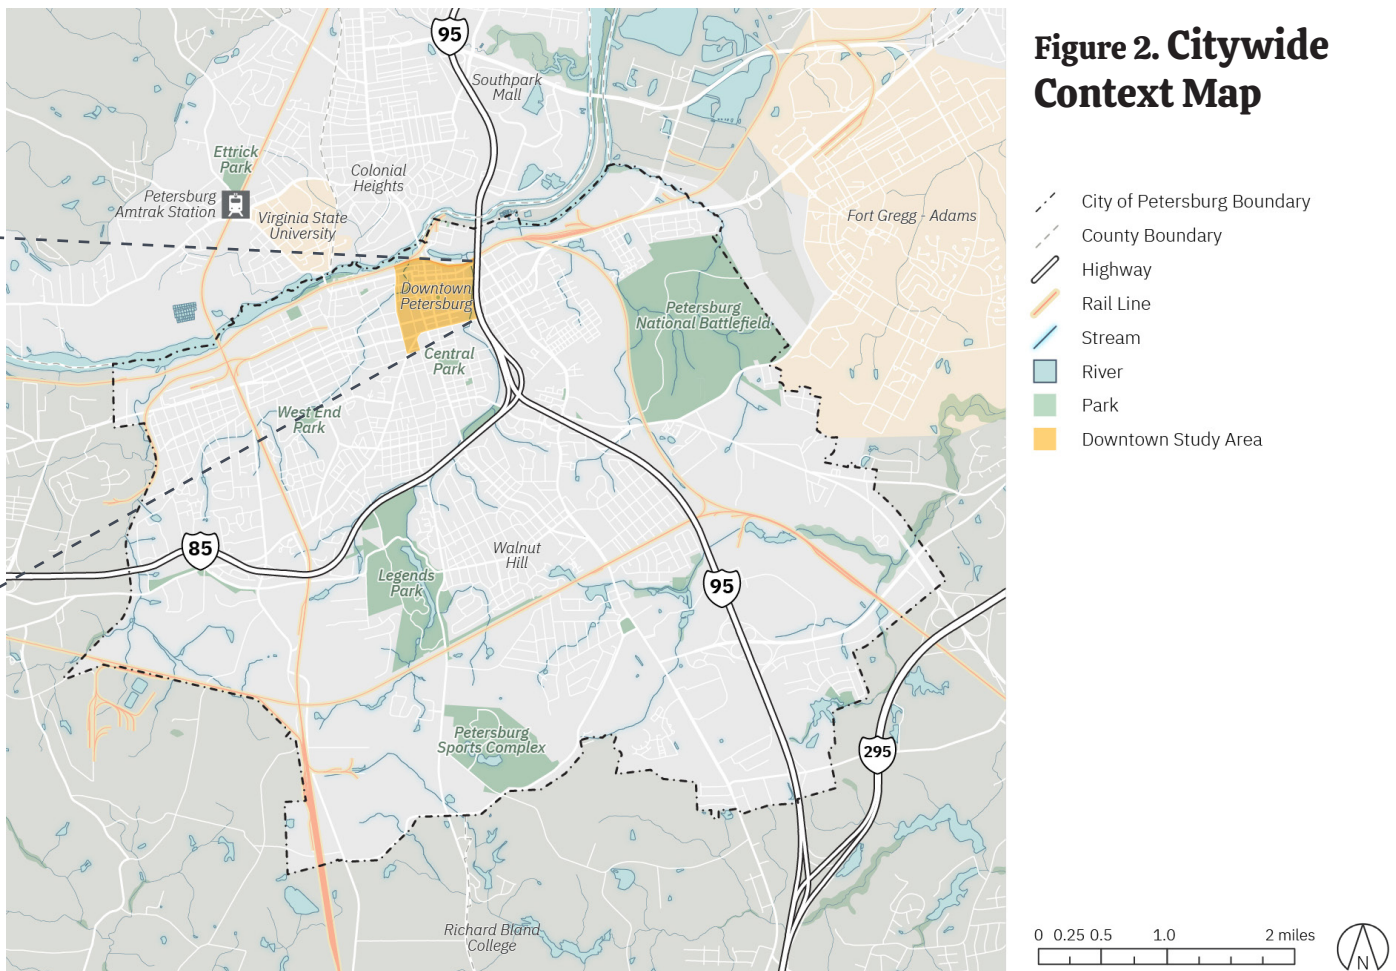 Figure 2. Citywide
Context Map
City of Petersburg Boundary
County Boundary
Highway
Rail Line
Stream
River
Park
Downtown Study Area
0 0.25 0.5 1.0 2 miles
N
95
Southpark
Mall
Ettrick
Park
Colonial
Heights
Petersburg
Amtrak Station
Virginia State
University
Fort Gregg - Adams
Downtown
Petersburg
Petersburg
National Battlefield
Central
Park
West End
Park
85
Walnut
Hill
Legends
Park
95
Petersburg
Sports Complex
295
Richard Bland
College